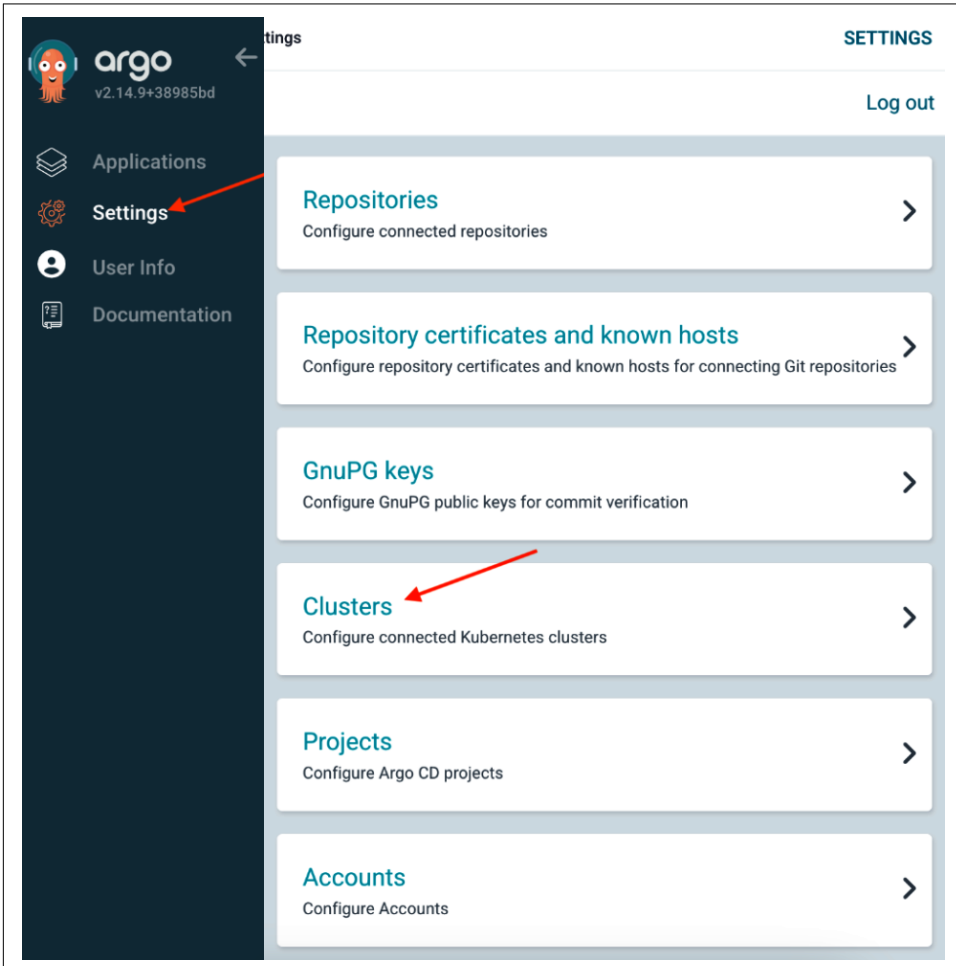 argo
v2.14.9+38985bd
Applications
Settings
User Info
Documentation
ttings
SETTINGS
Log out
Repositories
Configure connected repositories
Repository certificates and known hosts
Configure repository certificates and known hosts for connecting Git repositories
GnuPG keys
Configure GnuPG public keys for commit verification
Clusters
Configure connected Kubernetes clusters
Projects
Configure Argo CD projects
Accounts
Configure Accounts